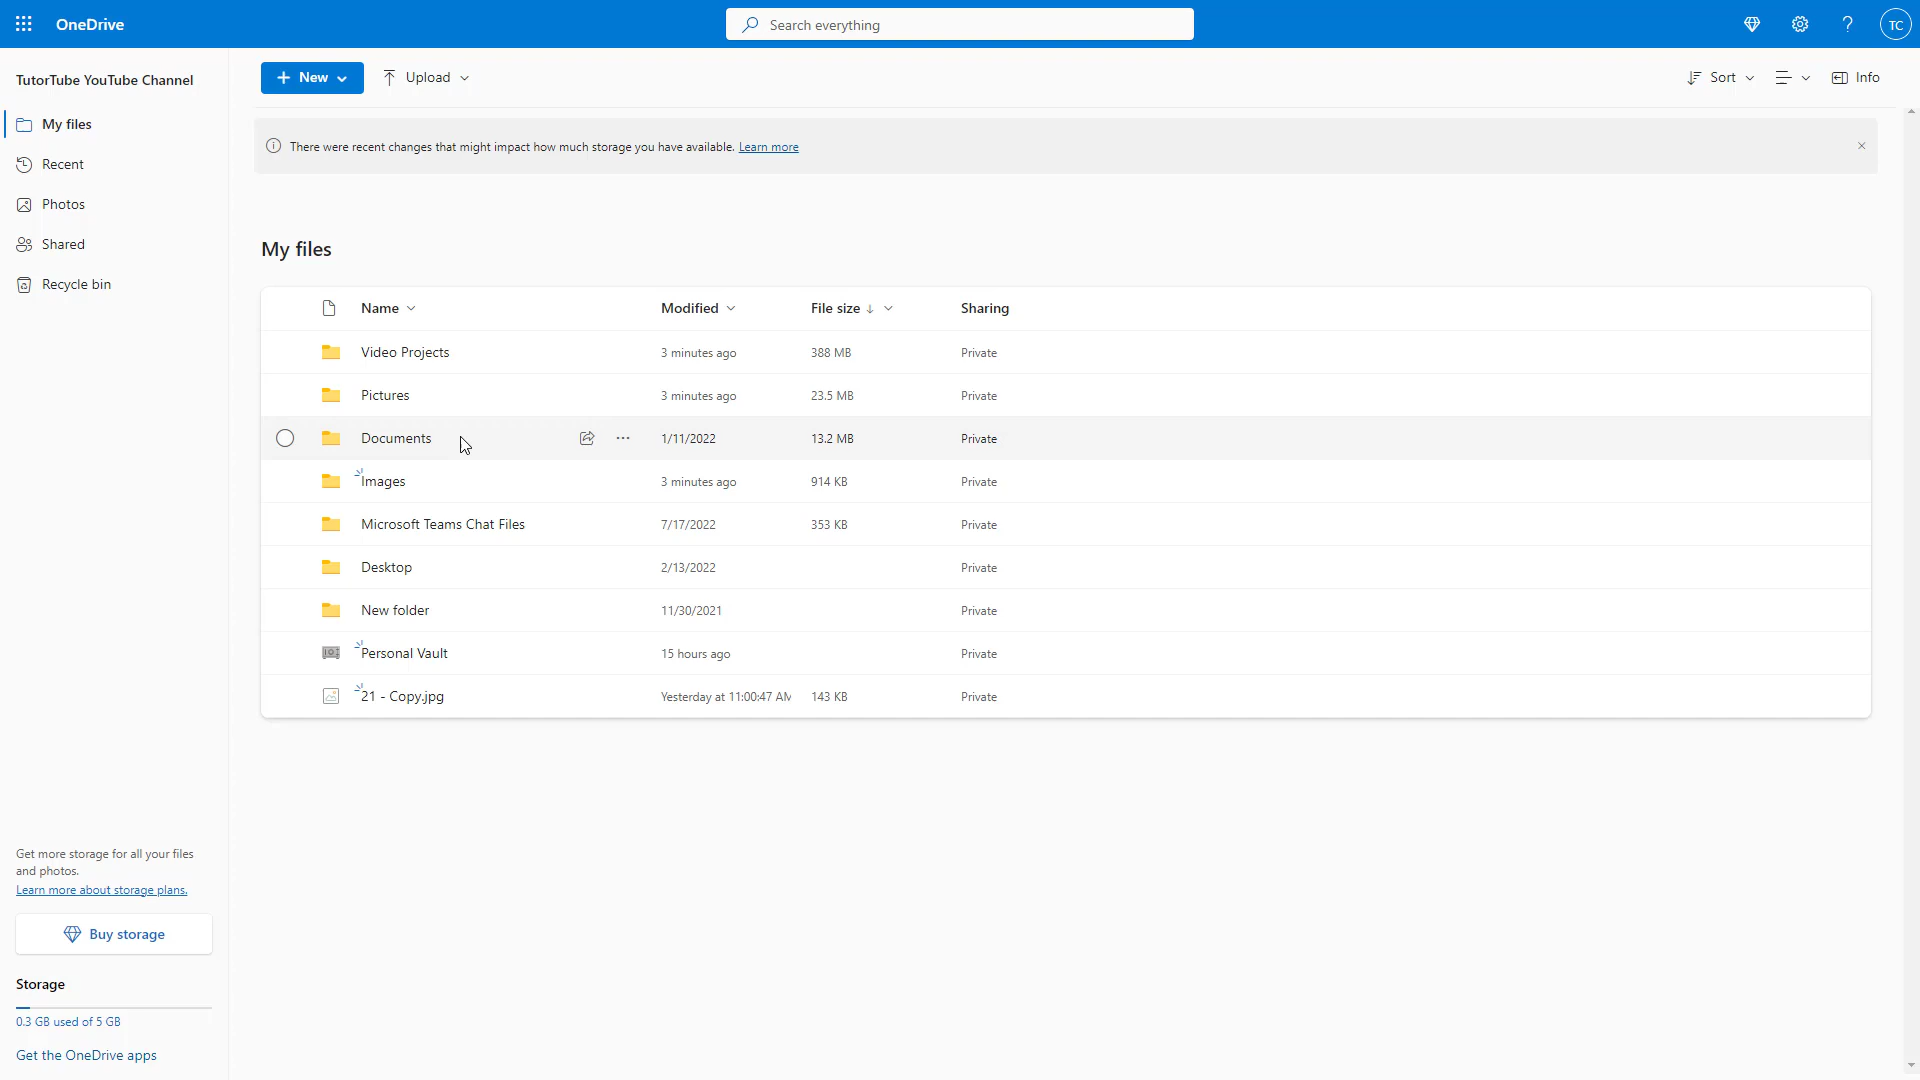 OneDrive
Search everything
TC
TutorTube YouTube Channel
New
Upload
Sort
Info
My files
Recent
Photos
Shared
Recycle bin
There were recent changes that might impact how much storage you have available. Learn more
My files
Name Modified File size Sharing
Video Projects 3 minutes ago 388 MB Private
Pictures 3 minutes ago 23.5 MB Private
Documents 1/11/2022 13.2 MB Private
Images 3 minutes ago 914 KB Private
Microsoft Teams Chat Files 7/17/2022 353 KB Private
Desktop 2/13/2022 Private
New folder 11/30/2021 Private
Personal Vault 15 hours ago Private
21 - Copy.jpg Yesterday at 11:00:47 AM 143 KB Private
Get more storage for all your files
and photos.
Learn more about storage plans.
Buy storage
Storage
0.3 GB used of 5 GB
Get the OneDrive apps